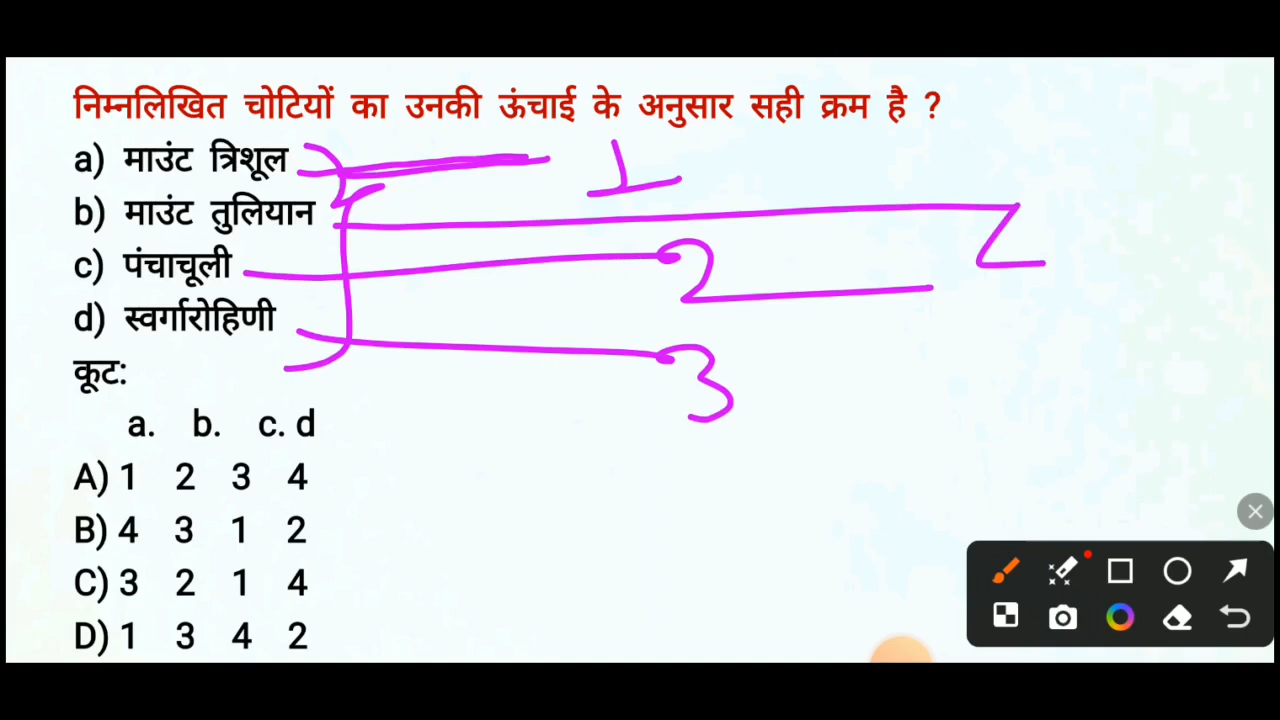 निम्नलिखित चोटियों का उनकी ऊंचाई के अनुसार सही क्रम है ?
a) माउंट त्रिशूल 1
b) माउंट तुलियान
c) पंचाचूली 2
d) स्वर्गारोहिणी 3
कूट:
a. b. c. d
A) 1 2 3 4
B) 4 3 1 2
C) 3 2 1 4
D) 1 3 4 2